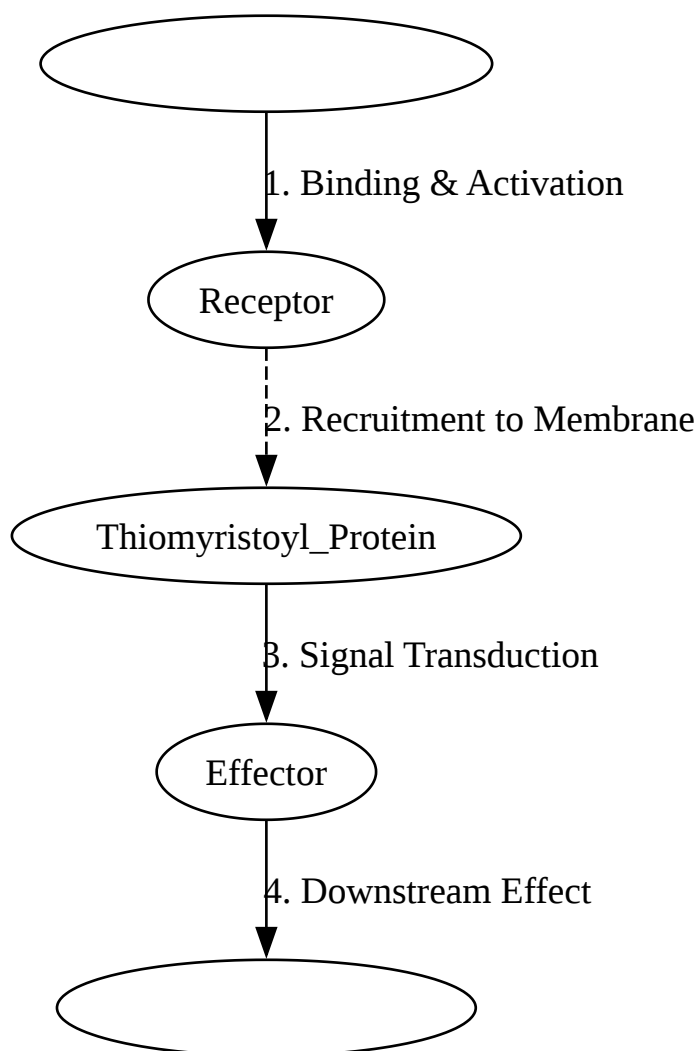 1. Binding & Activation
Receptor
2. Recruitment to Membrane
Thiomyristoyl_Protein
3. Signal Transduction
Effector
4. Downstream Effect